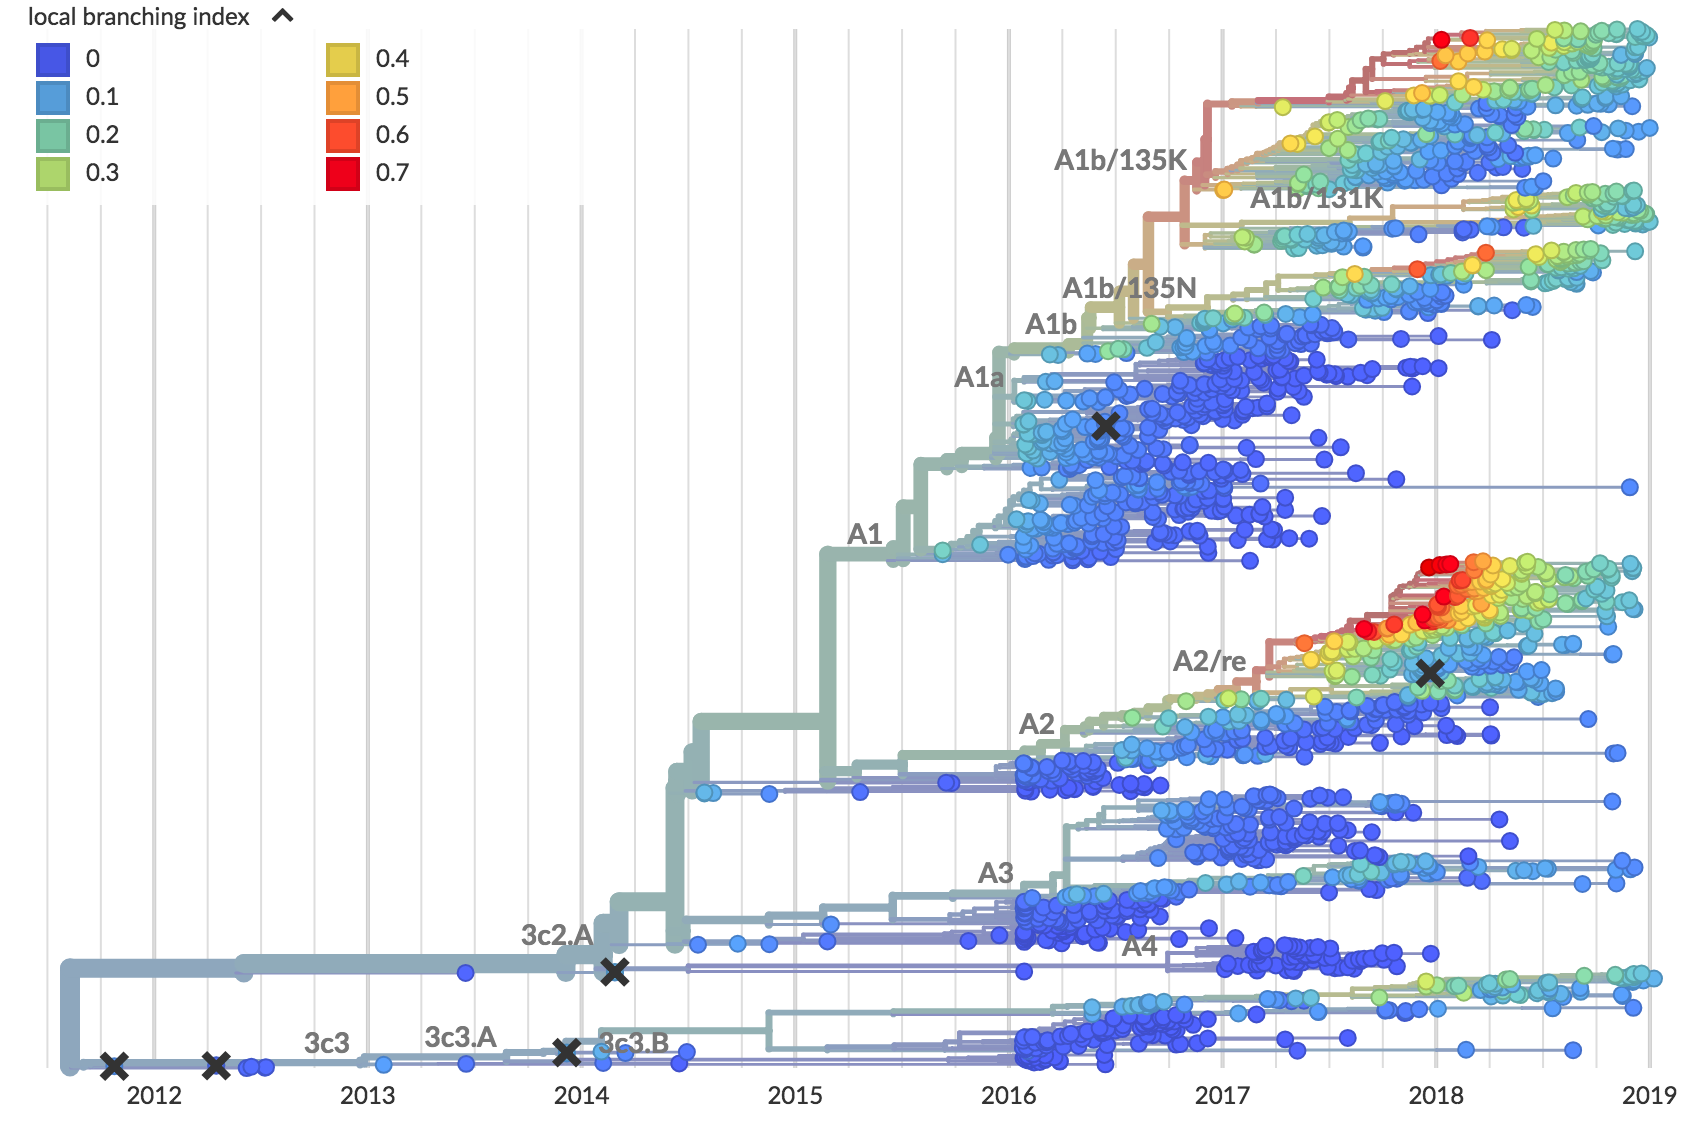 local branching index
0 0.4
0.1 0.5
0.2 0.6
0.3 0.7
A1b/135K
A1b/131K
A1b/135N
A1b
A1a
A1
A2/re
A2
A3
3c2.A
A4
3c3
3c3.A
3c3.B
2012 2013 2014 2015 2016 2017 2018 2019